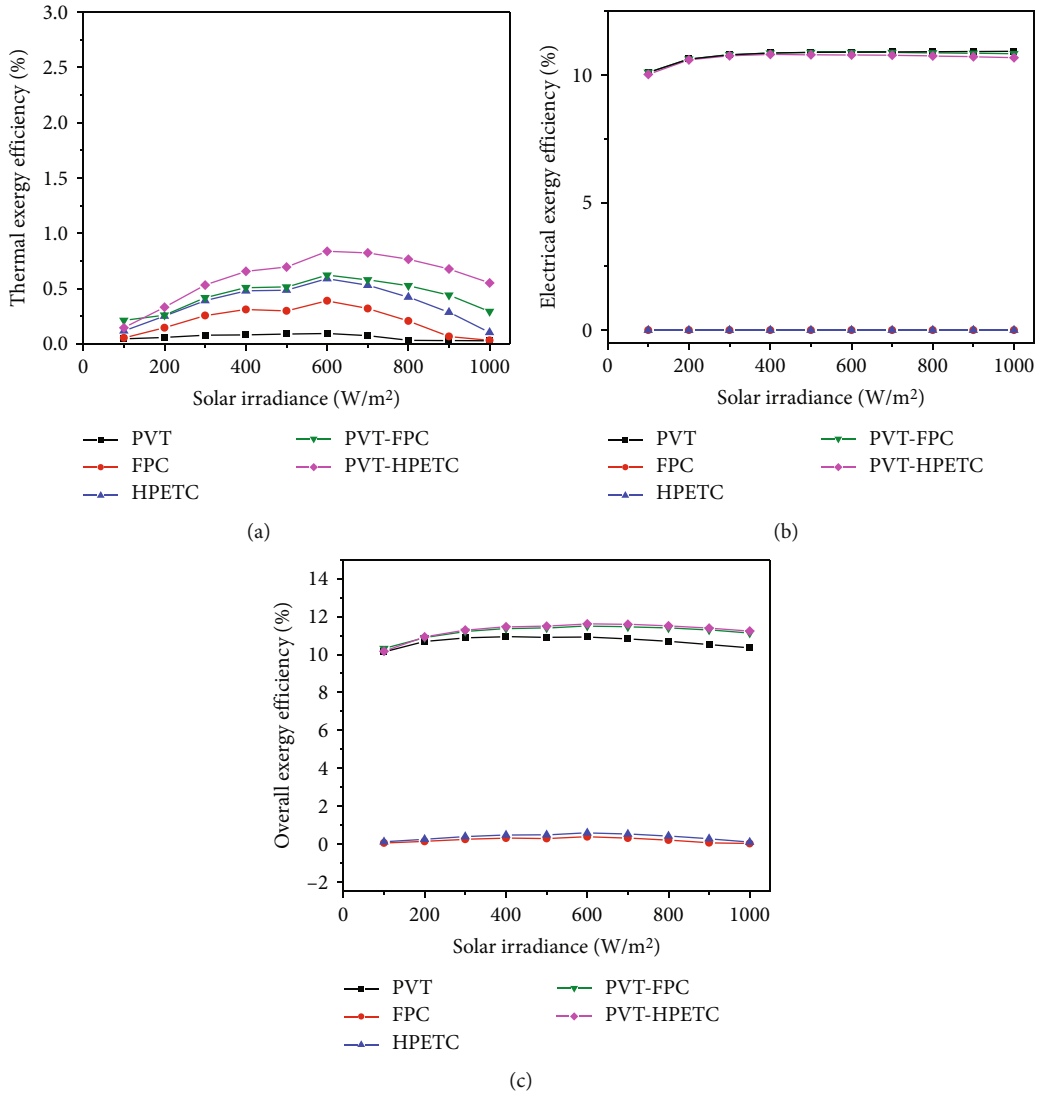 3.0
2.5
2.0
1.5
1.0
0.5
0.0
Thermal exergy efficiency (%)
0 200 400 600 800 1000
Solar irradiance (W/m²)
PVT
FPC
HPETC
PVT-FPC
PVT-HPETC
(a)
10
5
0
Electrical exergy efficiency (%)
0 200 400 600 800 1000
Solar irradiance (W/m²)
PVT
FPC
HPETC
PVT-FPC
PVT-HPETC
(b)
14
12
10
8
6
4
2
0
–2
Overall exergy efficiency (%)
0 200 400 600 800 1000
Solar irradiance (W/m²)
PVT
FPC
HPETC
PVT-FPC
PVT-HPETC
(c)